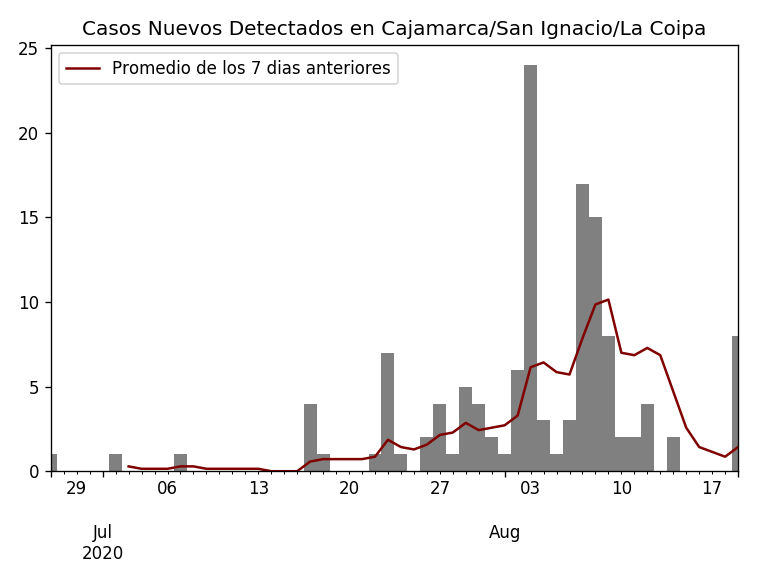 Casos Nuevos Detectados en Cajamarca/San Ignacio/La Coipa
Promedio de los 7 dias anteriores
25
20
15
10
5
0
29 06 13 20 27 03 10 17
Jul Aug
2020